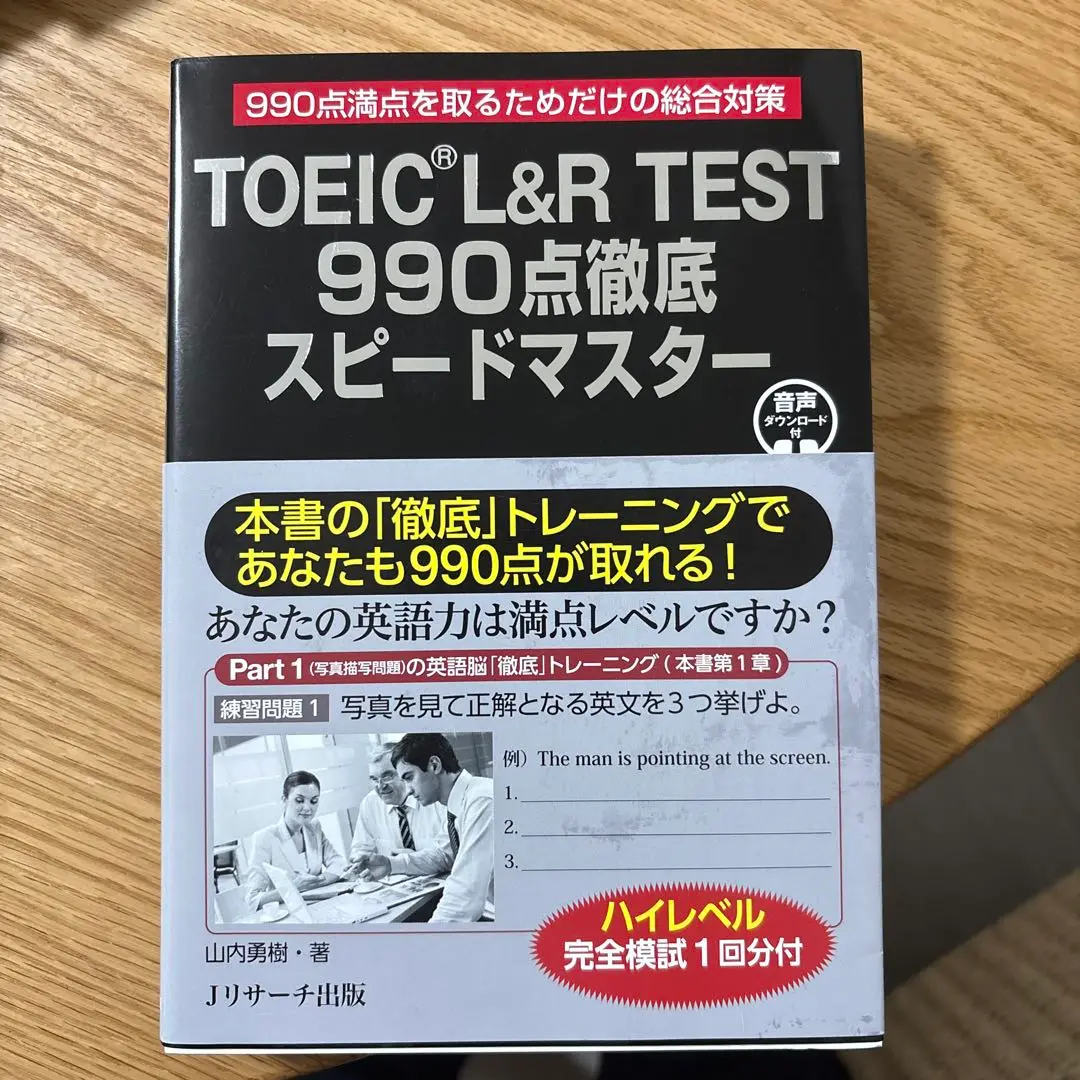 990点満点を取るためだけの総合対策
TOEIC® L&R TEST
990点徹底
スピードマスター
音声
ダウンロード
付
本書の「徹底」トレーニングで
あなたも990点が取れる!
あなたの英語力は満点レベルですか?
Part 1(写真描写問題)の英語脳「徹底」トレーニング(本書第1章)
練習問題1 写真を見て正解となる英文を3つ挙げよ。
例)The man is pointing at the screen.
1.
2.
3.
ハイレベル
完全模試1回分付
山内勇樹・著
Jリサーチ出版